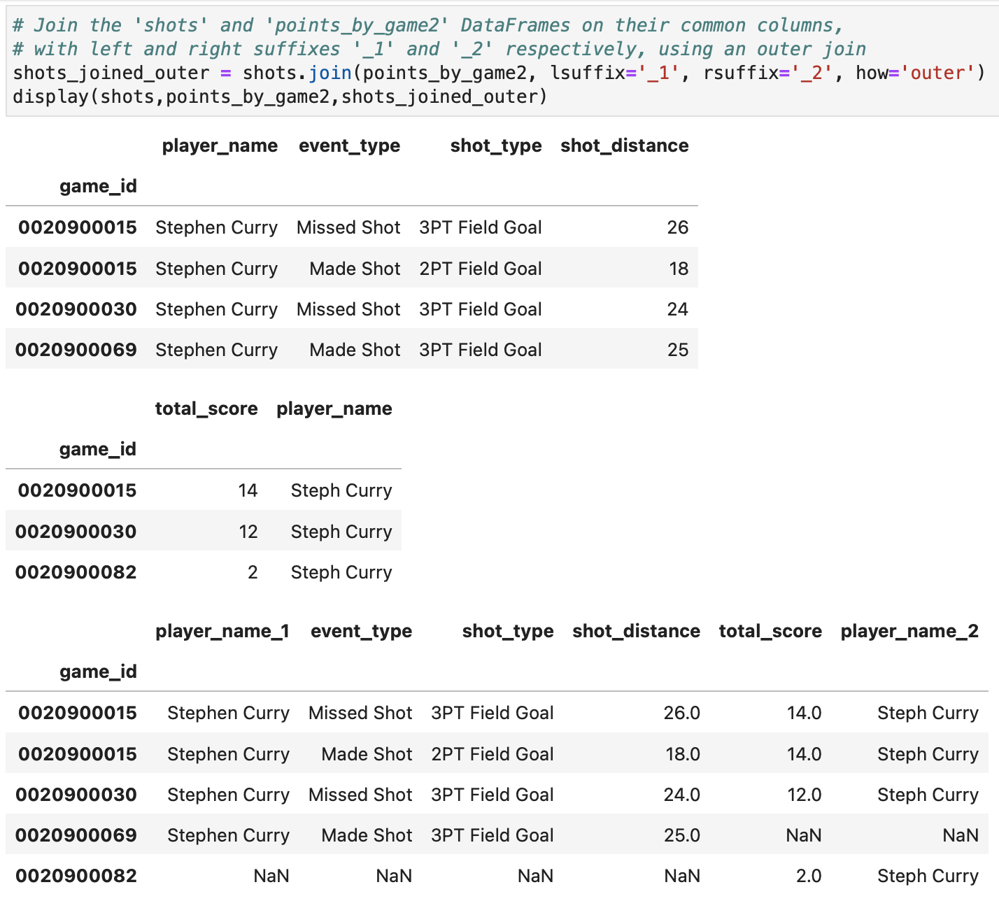 # Join the 'shots' and 'points_by_game2' DataFrames on their common columns,
# with left and right suffixes '_1' and '_2' respectively, using an outer join
shots_joined_outer = shots.join(points_by_game2, lsuffix='_1', rsuffix='_2', how='outer')
display(shots,points_by_game2,shots_joined_outer)
player_name event_type shot_type shot_distance
game_id
0020900015 Stephen Curry Missed Shot 3PT Field Goal 26
0020900015 Stephen Curry Made Shot 2PT Field Goal 18
0020900030 Stephen Curry Missed Shot 3PT Field Goal 24
0020900069 Stephen Curry Made Shot 3PT Field Goal 25
total_score player_name
game_id
0020900015 14 Steph Curry
0020900030 12 Steph Curry
0020900082 2 Steph Curry
player_name_1 event_type shot_type shot_distance total_score player_name_2
game_id
0020900015 Stephen Curry Missed Shot 3PT Field Goal 26.0 14.0 Steph Curry
0020900015 Stephen Curry Made Shot 2PT Field Goal 18.0 14.0 Steph Curry
0020900030 Stephen Curry Missed Shot 3PT Field Goal 24.0 12.0 Steph Curry
0020900069 Stephen Curry Made Shot 3PT Field Goal 25.0 NaN NaN
0020900082 NaN NaN NaN NaN 2.0 Steph Curry